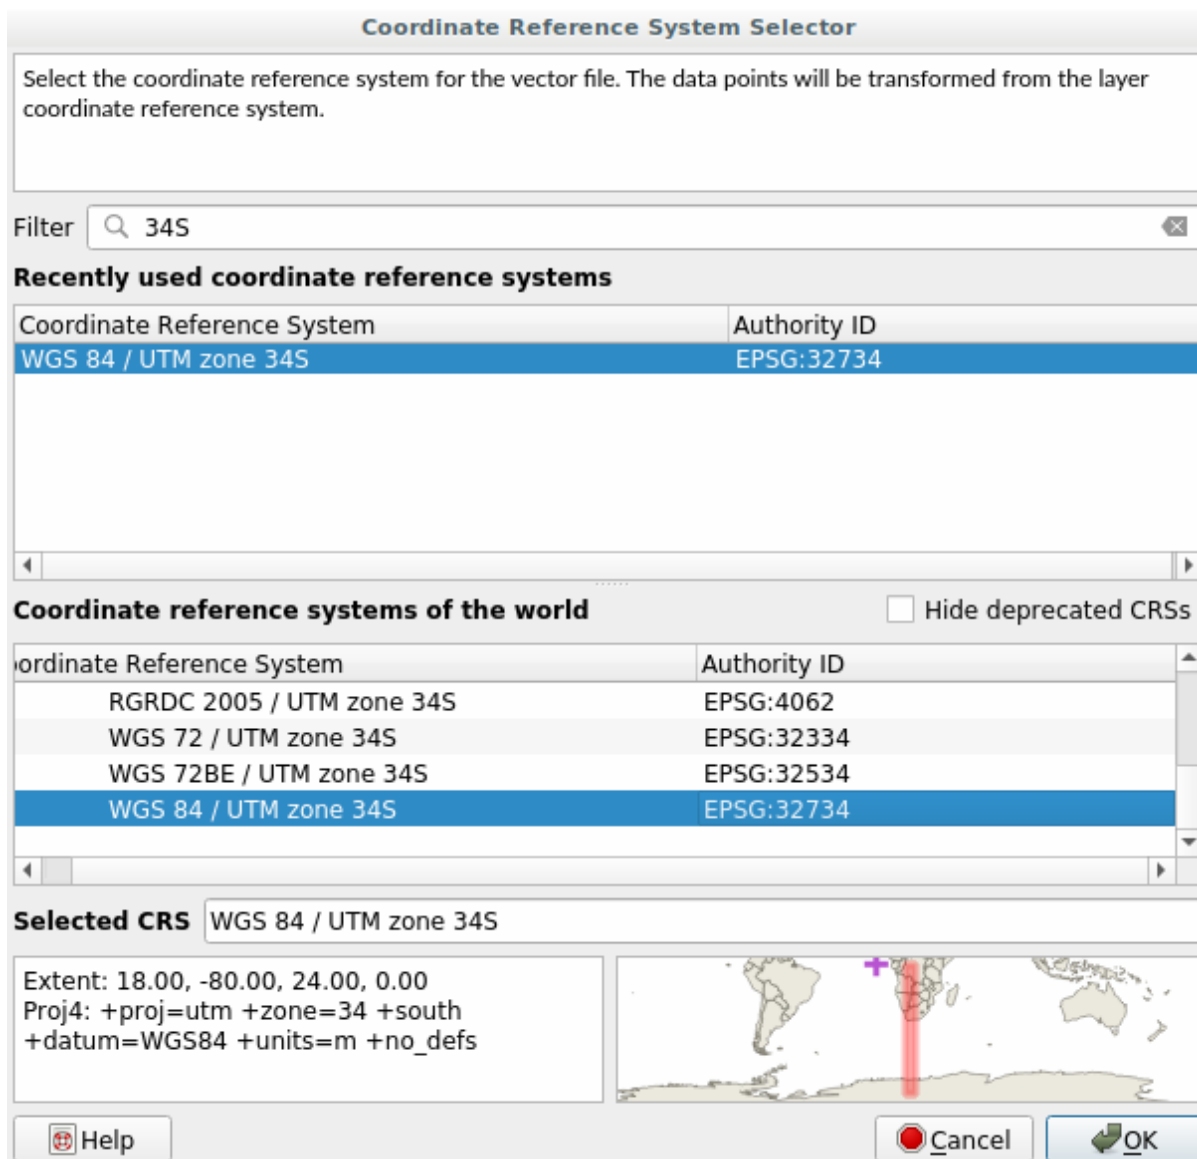 Coordinate Reference System Selector
Select the coordinate reference system for the vector file. The data points will be transformed from the layer
coordinate reference system.
Filter 34S
Recently used coordinate reference systems
Coordinate Reference System Authority ID
WGS 84 / UTM zone 34S EPSG:32734
Coordinate reference systems of the world Hide deprecated CRSs
ordinate Reference System Authority ID
RGRDC 2005 / UTM zone 34S EPSG:4062
WGS 72 / UTM zone 34S EPSG:32334
WGS 72BE / UTM zone 34S EPSG:32534
WGS 84 / UTM zone 34S EPSG:32734
Selected CRS WGS 84 / UTM zone 34S
Extent: 18.00, -80.00, 24.00, 0.00
Proj4: +proj=utm +zone=34 +south
+datum=WGS84 +units=m +no_defs
Help Cancel OK